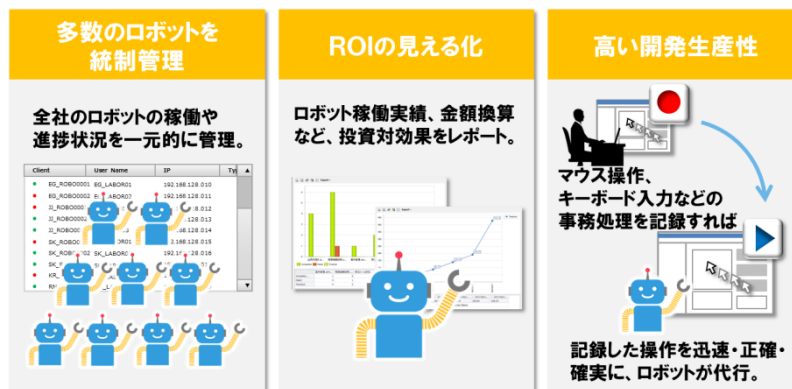 多数のロボットを
統制管理
全社のロボットの稼働や
進捗状況を一元的に管理。
Client User Name IP
EG_ROBO0001 EG_LABOR01 192.168.128.010
EG_ROBO0002 EG_LABOR02 192.168.128.011
ROIの見える化
ロボット稼働実績、金額換算
など、投資対効果をレポート。
高い開発生産性
マウス操作、
キーボード入力などの
事務処理を記録すれば
記録した操作を迅速・正確・
確実に、ロボットが代行。